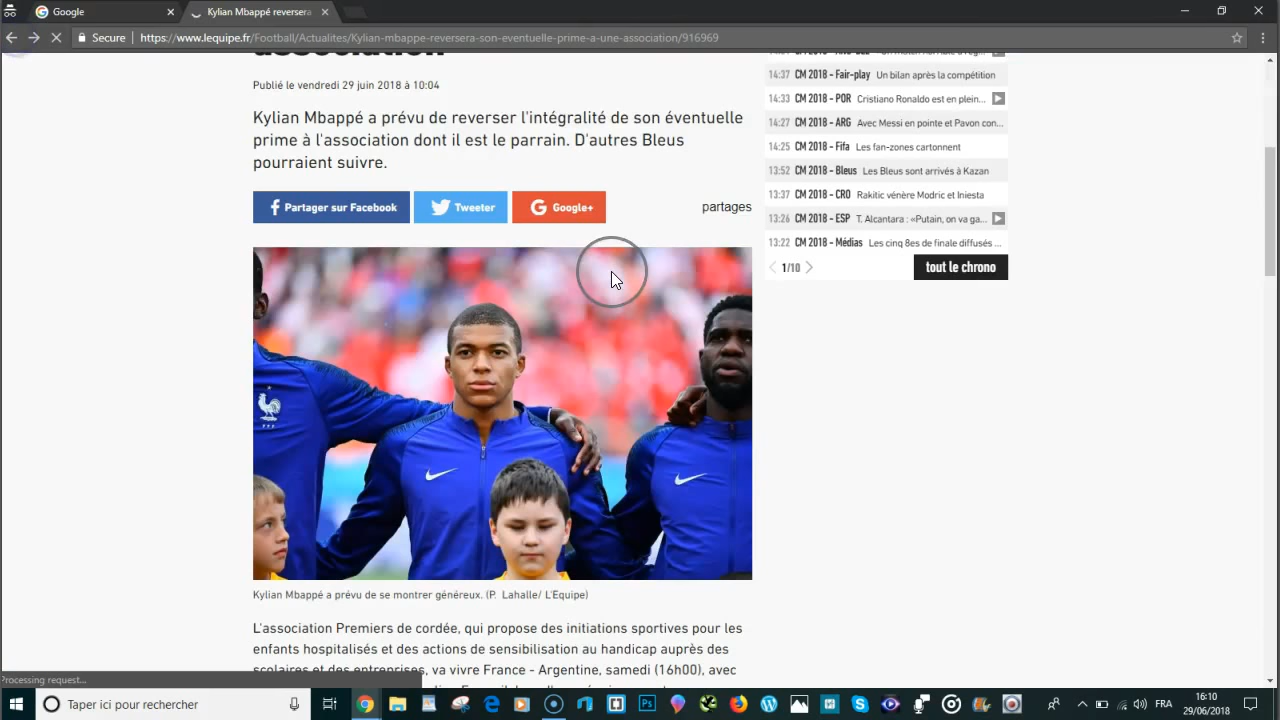 Google
Kylian Mbappé reversera
Secure
https://www.lequipe.fr/Football/Actualites/Kylian-mbappe-reversera-son-eventuelle-prime-a-une-association/916969
association
Publié le vendredi 29 juin 2018 à 10:04
Kylian Mbappé a prévu de reverser l'intégralité de son éventuelle
prime à l'association dont il est le parrain. D'autres Bleus
pourraient suivre.
Partager sur Facebook
Tweeter
Google+
partages
14:37 CM 2018 - Fair-play Un bilan après la compétition
14:33 CM 2018 - POR Cristiano Ronaldo est en plein...
14:27 CM 2018 - ARG Avec Messi en pointe et Pavon con...
14:25 CM 2018 - Fifa Les fan-zones cartonnent
13:52 CM 2018 - Bleus Les Bleus sont arrivés à Kazan
13:37 CM 2018 - CRO Rakitic vénère Modric et Iniesta
13:26 CM 2018 - ESP T. Alcantara : «Putain, on va ga...
13:22 CM 2018 - Médias Les cinq 8es de finale diffusés ...
1/10
tout le chrono
Kylian Mbappé a prévu de se montrer généreux. (P. Lahalle/ L'Equipe)
L'association Premiers de cordée, qui propose des initiations sportives pour les
enfants hospitalisés et des actions de sensibilisation au handicap auprès des
scolaires et des entreprises, va vivre France - Argentine, samedi (16h00), avec
Processing request...
Taper ici pour rechercher
FRA
16:10
29/06/2018